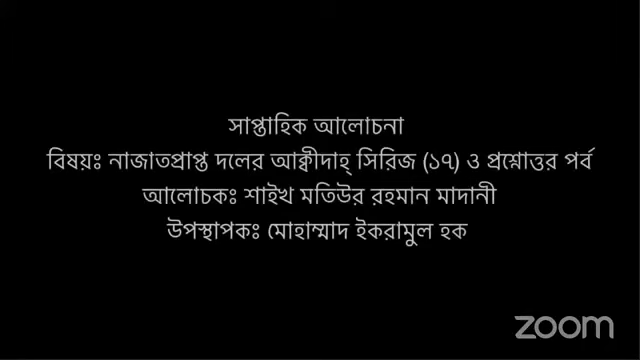 সাপ্তাহিক আলোচনা
বিষয়ঃ নাজাতপ্রাপ্ত দলের আক্বীদাহ্ সিরিজ (১৭) ও প্রশ্নোত্তর পর্ব
আলোচকঃ শাইখ মতিউর রহমান মাদানী
উপস্থাপকঃ মোহাম্মাদ ইকরামুল হক
zoom